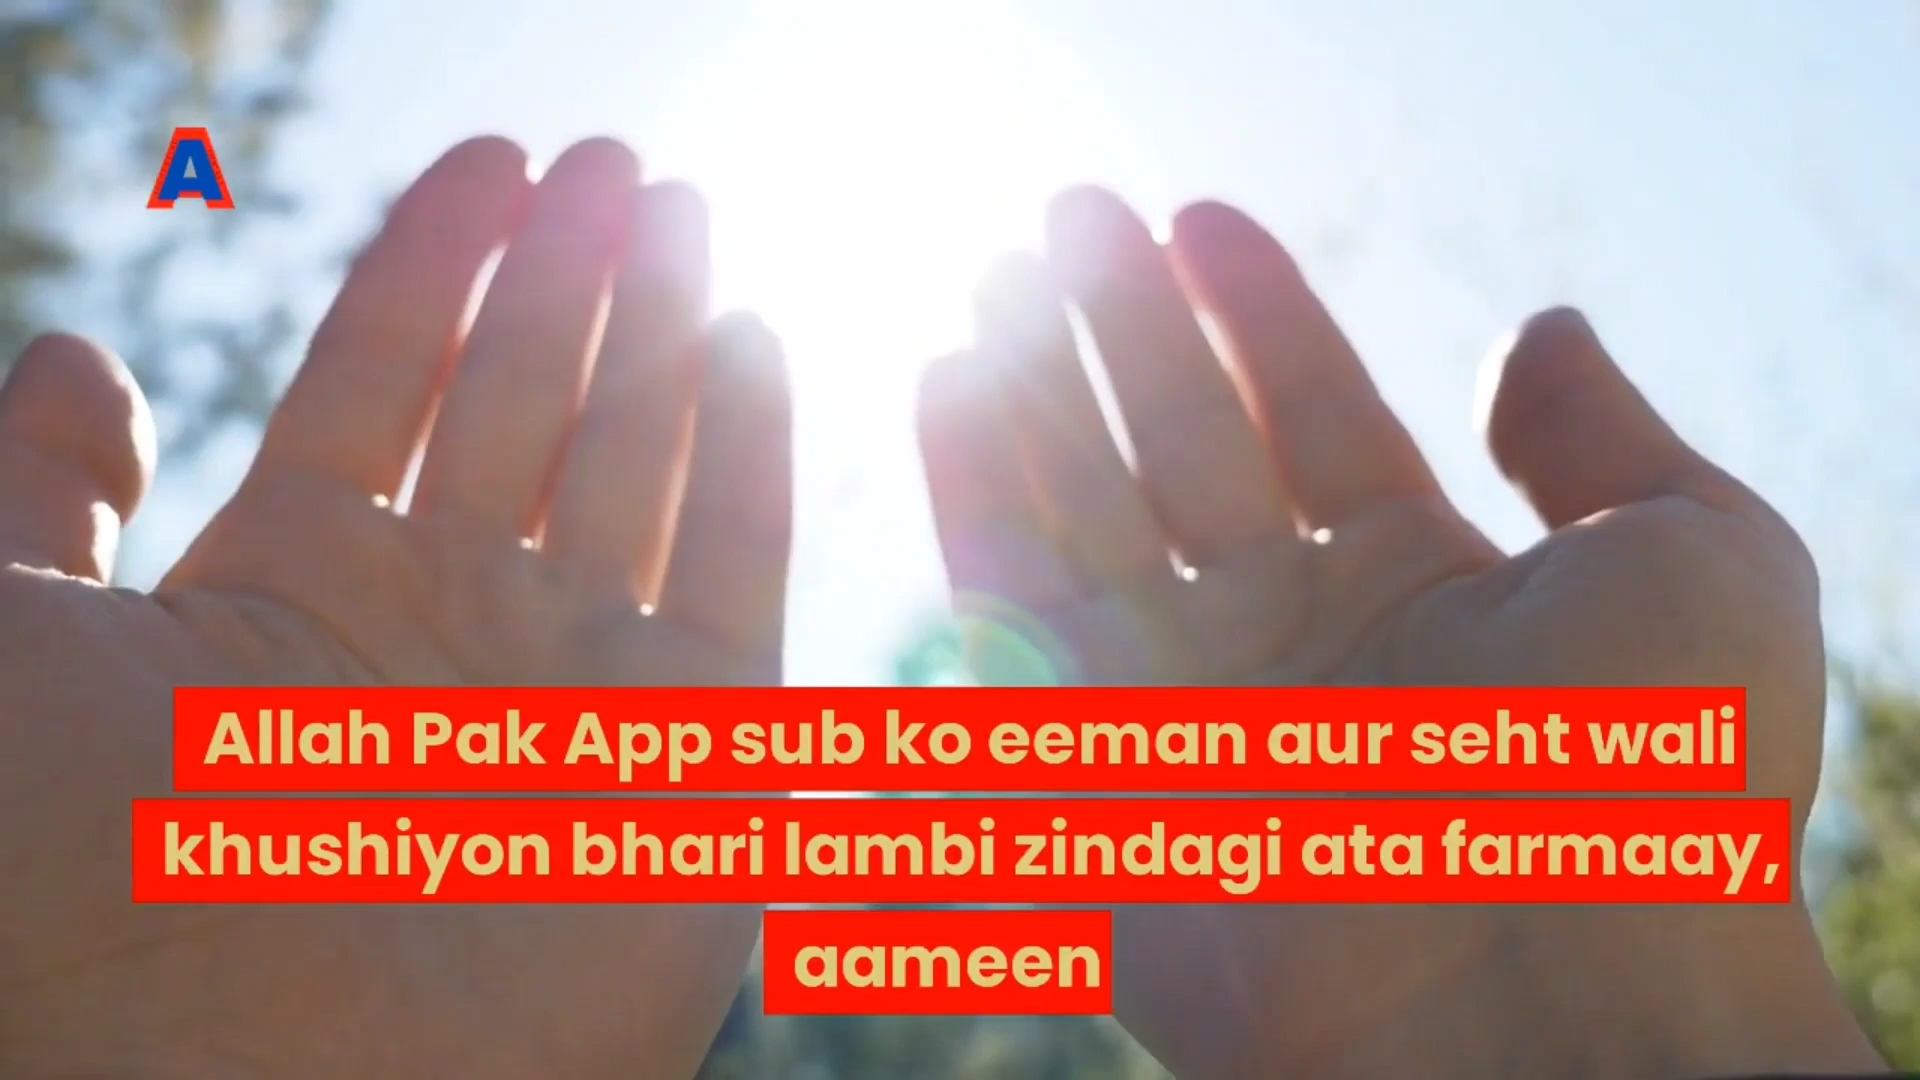 A
Allah Pak App sub ko eeman aur seht wali
khushiyon bhari lambi zindagi ata farmaay,
aameen